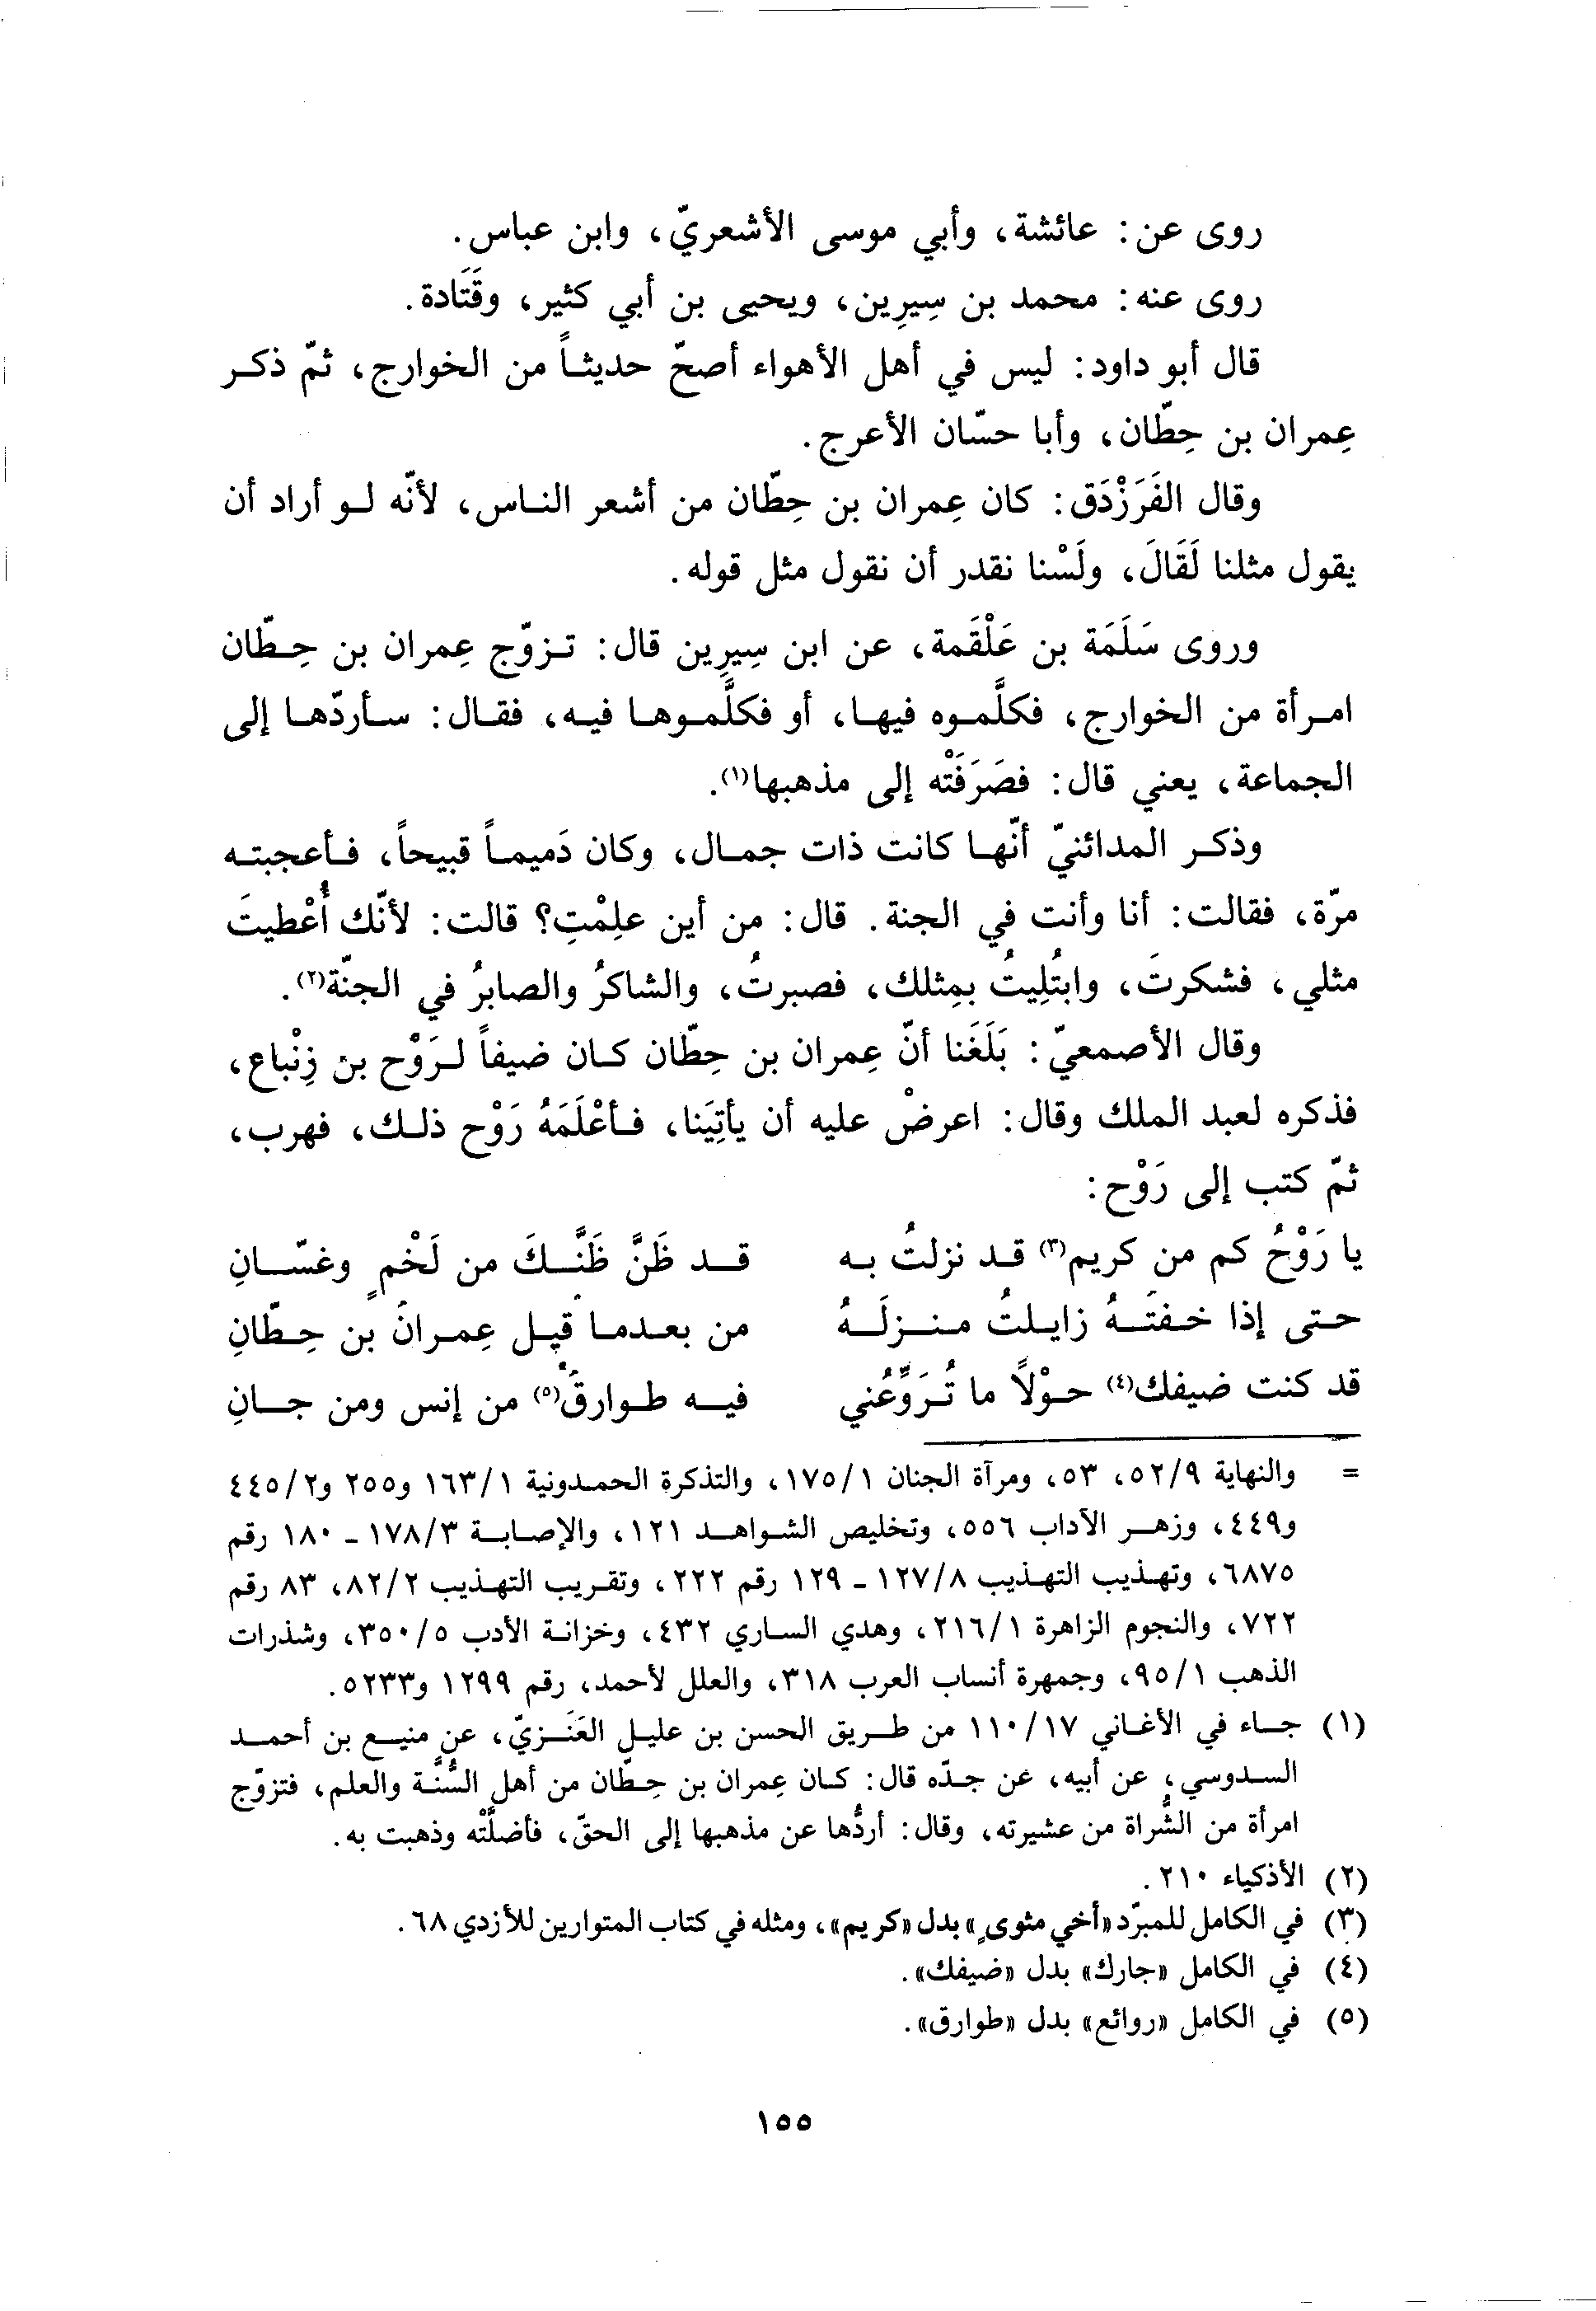 روى عن: عائشة، وأبي موسى الأشعريّ، وابن عباس.
روى عنه: محمد بن سِيرِين، ويحيى بن أبي كثير، وقَتَادة.
قال أبو داود: ليس في أهل الأهواء أصحّ حديثاً من الخوارج، ثمّ ذكر
عِمران بن حِطّان، وأبا حسّان الأعرج.
وقال الفَرَزْدَق: كان عِمران بن حِطّان من أشعر الناس، لأنّه لو أراد أن
يقول مثلنا لَقَالَ، ولَسْنا نقدر أن نقول مثل قوله.
وروى سَلَمَة بن عَلْقَمة، عن ابن سِيرِين قال: تزوّج عِمران بن حِطّان
امرأة من الخوارج، فكلَّموه فيها، أو فكلَّموها فيه، فقال: سأردّها إلى
الجماعة، يعني قال: فصَرَفَتْه إلى مذهبها(١).
وذكر المدائنيّ أنّها كانت ذات جمال، وكان دَميماً قبيحاً، فأعجبته
مرّة، فقالت: أنا وأنت في الجنة. قال: من أين علِمْتِ؟ قالت: لأنّك أُعْطيتَ
مثلي، فشكرتَ، وابتُلِيتُ بمِثلك، فصبرتُ، والشاكرُ والصابرُ في الجنّة(٢).
وقال الأصمعيّ: بَلَغَنا أنّ عِمران بن حِطّان كان ضيفاً لرَوْح بن زِنْباع،
فذكره لعبد الملك وقال: اعرضْ عليه أن يأتِيَنا، فأعْلَمَهُ رَوْح ذلك، فهرب،
ثمّ كتب إلى رَوْح:
يا رَوْحُ كم من كريم(٣) قد نزلتُ به قد ظَنَّ ظَنَّكَ من لَخْمٍ وغسّانِ
حتى إذا خفتَهُ زايلتُ منزلَهُ من بعدما قيل عِمرانُ بن حِطّانِ
قد كنت ضيفك(٤) حوْلاً ما تُرَوِّعُني فيه طوارقُ(٥) من إنس ومن جانِ
= والنهاية ٥٢/٩، ٥٣، ومرآة الجنان ١٧٥/١، والتذكرة الحمدونية ١٦٣/١ و٢٥٥ و٤٤٥/٢
و٤٤٩، وزهر الآداب ٥٥٦، وتخليص الشواهد ١٢١، والإصابة ١٧٨/٣ - ١٨٠ رقم
٦٨٧٥، وتهذيب التهذيب ١٢٧/٨ - ١٢٩ رقم ٢٢٢، وتقريب التهذيب ٨٢/٢، ٨٣ رقم
٧٢٢، والنجوم الزاهرة ٢١٦/١، وهدي الساري ٤٣٢، وخزانة الأدب ٣٥٠/٥، وشذرات
الذهب ٩٥/١، وجمهرة أنساب العرب ٣١٨، والعلل لأحمد، رقم ١٢٩٩ و٥٢٣٣.
(١) جاء في الأغاني ١١٠/١٧ من طريق الحسن بن عليل العَنَزيّ، عن منيع بن أحمد
السدوسي، عن أبيه، عن جدّه قال: كان عِمران بن حِطّان من أهل السُّنَّة والعلم، فتزوّج
امرأة من الشُّراة من عشيرته، وقال: أردُّها عن مذهبها إلى الحقّ، فأضلَّتْه وذهبت به.
(٢) الأذكياء ٢١٠.
(٣) في الكامل للمبرّد «أخي مثوىٍ» بدل «كريم»، ومثله في كتاب المتوارين للأزدي ٦٨.
(٤) في الكامل «جارك» بدل «ضيفك».
(٥) في الكامل «روائع» بدل «طوارق».
١٥٥